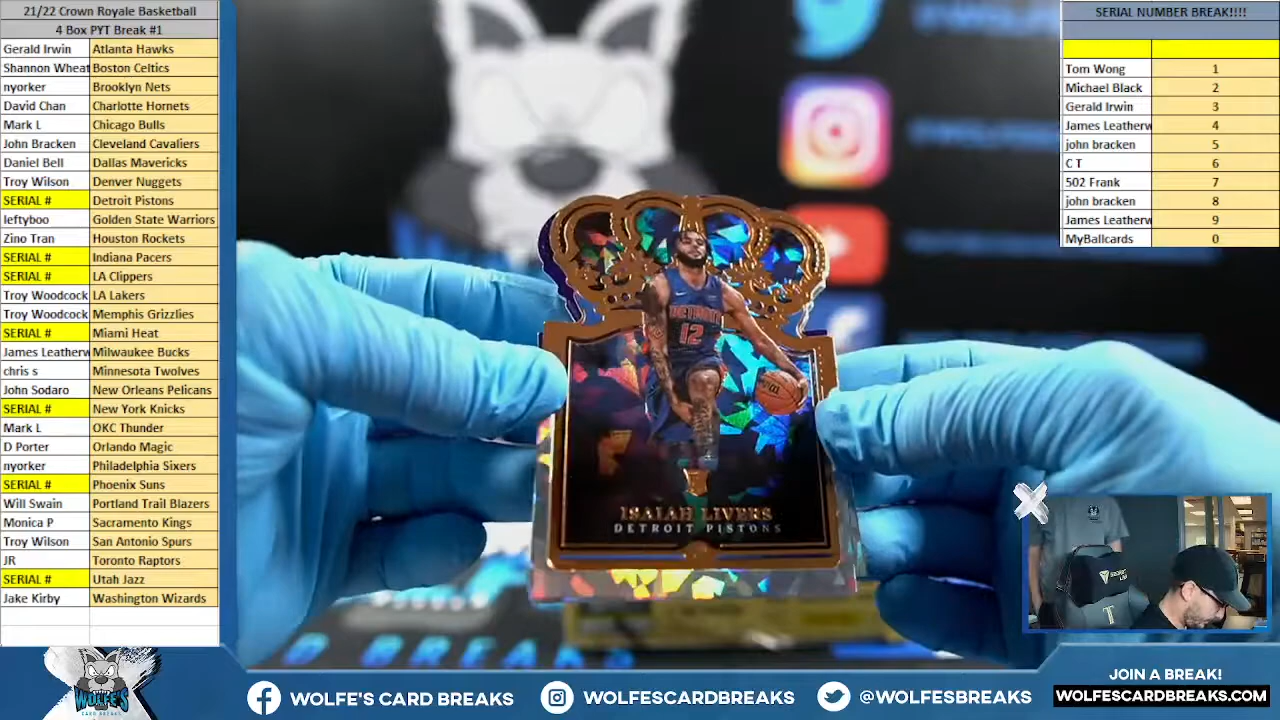 21/22 Crown Royale Basketball
4 Box PYT Break #1
Gerald Irwin Atlanta Hawks
Shannon Wheat Boston Celtics
nyorker Brooklyn Nets
David Chan Charlotte Hornets
Mark L Chicago Bulls
John Bracken Cleveland Cavaliers
Daniel Bell Dallas Mavericks
Troy Wilson Denver Nuggets
SERIAL # Detroit Pistons
leftyboo Golden State Warriors
Zino Tran Houston Rockets
SERIAL # Indiana Pacers
SERIAL # LA Clippers
Troy Woodcock LA Lakers
Troy Woodcock Memphis Grizzlies
SERIAL # Miami Heat
James Leatherw Milwaukee Bucks
chris s Minnesota Twolves
John Sodaro New Orleans Pelicans
SERIAL # New York Knicks
Mark L OKC Thunder
D Porter Orlando Magic
nyorker Philadelphia Sixers
SERIAL # Phoenix Suns
Will Swain Portland Trail Blazers
Monica P Sacramento Kings
Troy Wilson San Antonio Spurs
JR Toronto Raptors
SERIAL # Utah Jazz
Jake Kirby Washington Wizards
SERIAL NUMBER BREAK!!!!
Tom Wong 1
Michael Black 2
Gerald Irwin 3
James Leatherw 4
john bracken 5
C T 6
502 Frank 7
john bracken 8
James Leatherw 9
MyBallcards 0
DETROIT
12
ISAIAH LIVERS
DETROIT PISTONS
BREAKS
WOLFE'S
CARD BREAKS
WOLFE'S CARD BREAKS
WOLFESCARDBREAKS
@WOLFESBREAKS
JOIN A BREAK!
WOLFESCARDBREAKS.COM